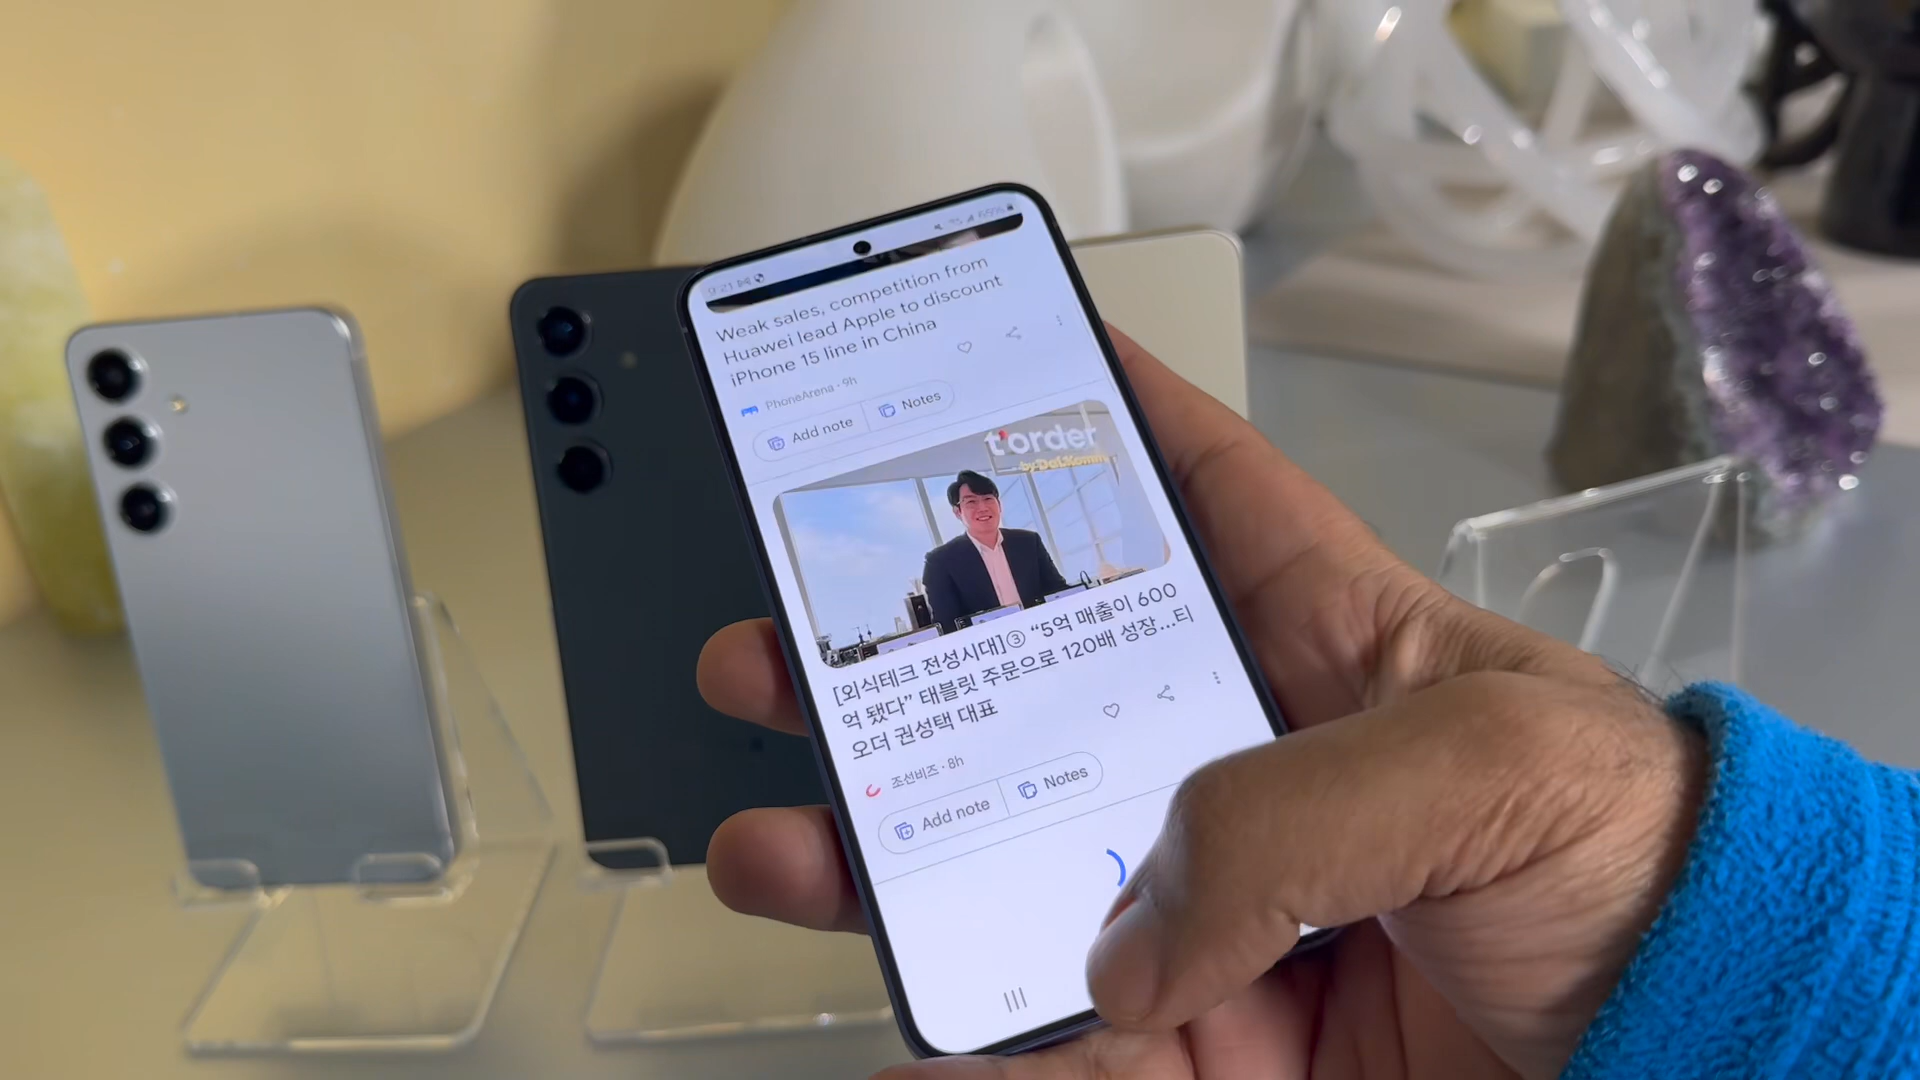 9:21
65%
Weak sales, competition from
Huawei lead Apple to discount
iPhone 15 line in China
PhoneArena · 9h
Add note
Notes
t'order
[외식테크 전성시대]③ “5억 매출이 600
억 됐다” 태블릿 주문으로 120배 성장...티
오더 권성택 대표
조선비즈 · 8h
Add note
Notes